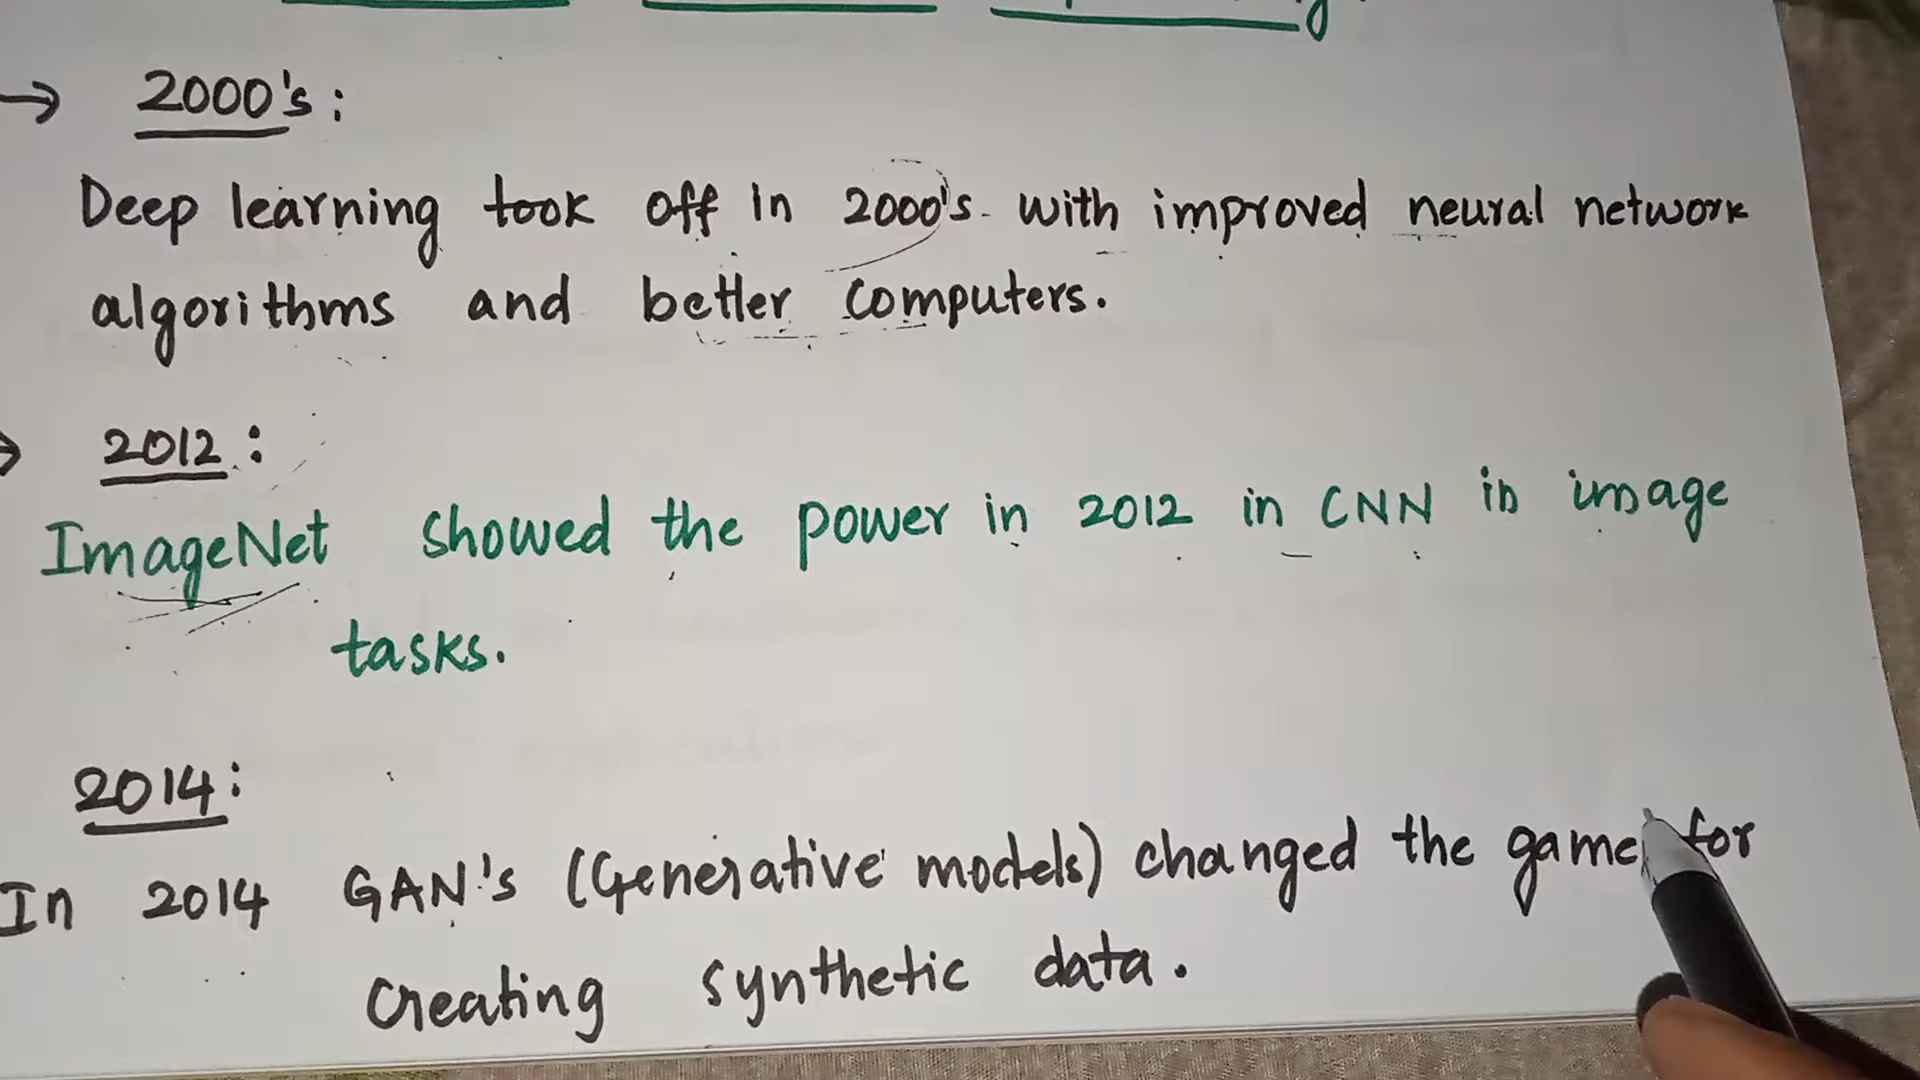 → 2000's:
Deep learning took off in 2000's. with improved neural network
algorithms and better computers.
→ 2012:
ImageNet showed the power in 2012 in CNN in image
tasks.
2014:
In 2014 GAN's (Generative models) changed the game for
creating synthetic data.